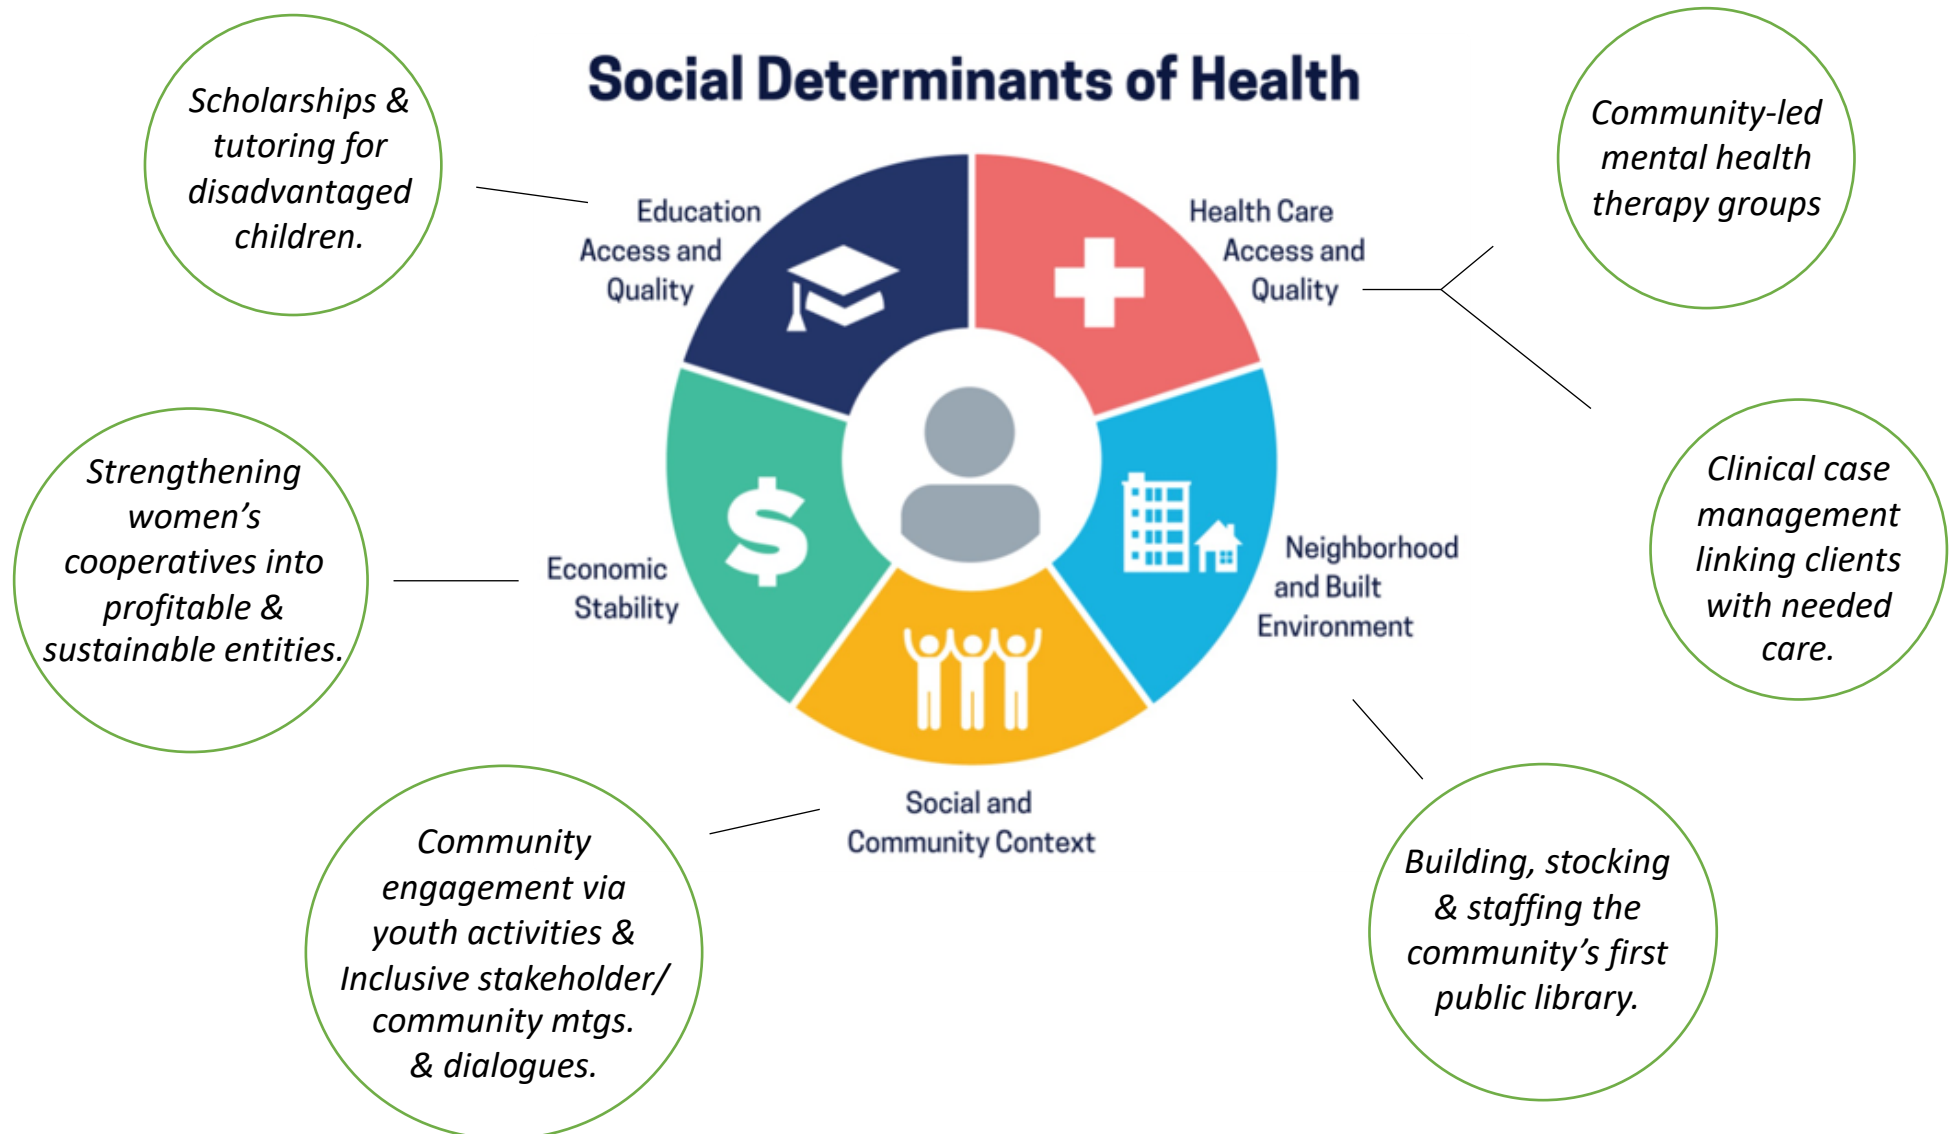 Social Determinants of Health
Scholarships &
tutoring for
disadvantaged
children.
Education
Access and
Quality
Health Care
Access and
Quality
Community-led
mental health
therapy groups
Strengthening
women’s
cooperatives into
profitable &
sustainable entities.
Economic
Stability
Neighborhood
and Built
Environment
Clinical case
management
linking clients
with needed
care.
Social and
Community Context
Community
engagement via
youth activities &
Inclusive stakeholder/
community mtgs.
& dialogues.
Building, stocking
& staffing the
community’s first
public library.